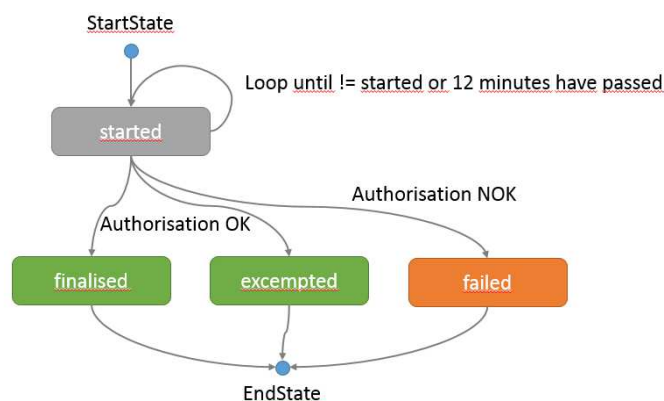 StartState
Loop until != started or 12 minutes have passed
started
Authorisation NOK
Authorisation OK
finalised
excempted
failed
EndState